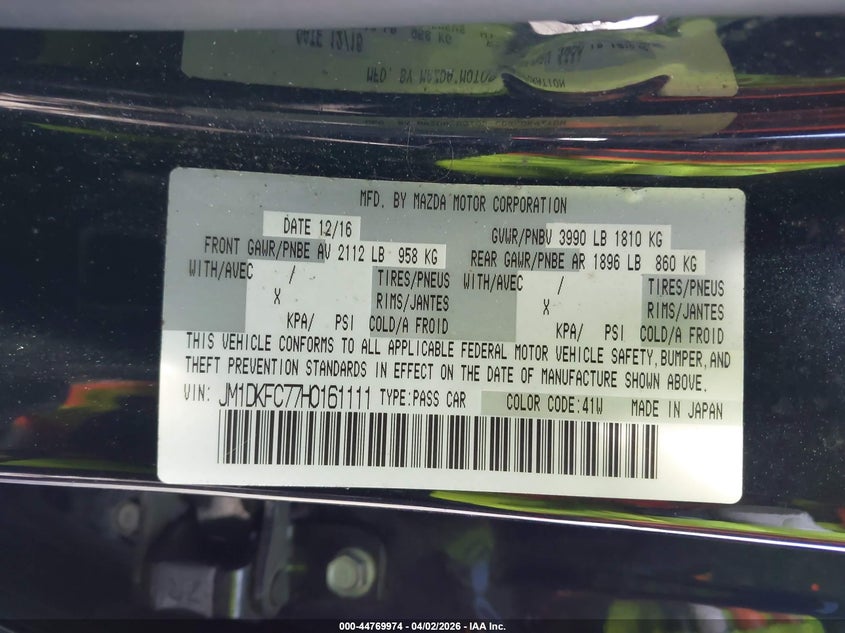 MFD. BY MAZDA MOTOR CORPORATION
DATE 12/16 GVWR/PNBV 3990 LB 1810 KG
FRONT GAWR/PNBE AV 2112 LB 958 KG REAR GAWR/PNBE AR 1896 LB 860 KG
WITH/AVEC / TIRES/PNEUS WITH/AVEC / TIRES/PNEUS
X RIMS/JANTES X RIMS/JANTES
KPA/ PSI COLD/A FROID KPA/ PSI COLD/A FROID
THIS VEHICLE CONFORMS TO ALL APPLICABLE FEDERAL MOTOR VEHICLE SAFETY, BUMPER, AND
THEFT PREVENTION STANDARDS IN EFFECT ON THE DATE OF MANUFACTURE SHOWN ABOVE.
VIN: JM1DKFC77H0161111 TYPE:PASS CAR COLOR CODE:41W MADE IN JAPAN
000-44769974 - 04/02/2026 - IAA Inc.